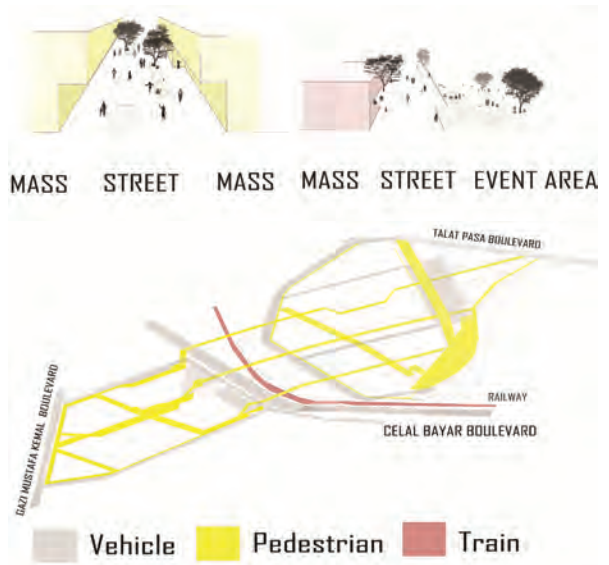 MASS STREET MASS
MASS STREET EVENT AREA
TALAT PASA BOULEVARD
GAZI MUSTAFA KEMAL BOULEVARD
RAILWAY
CELAL BAYAR BOULEVARD
Vehicle
Pedestrian
Train